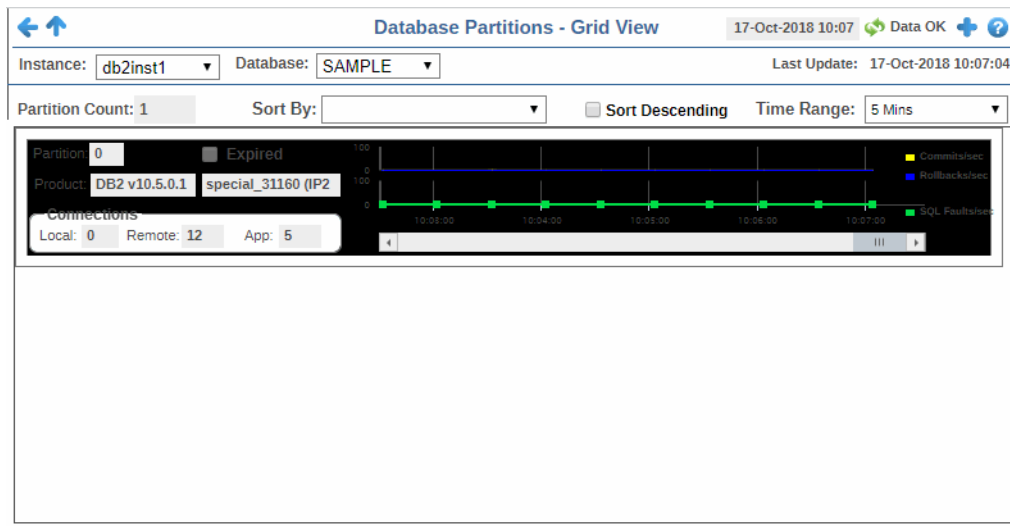 Database Partitions - Grid View 17-Oct-2018 10:07 Data OK
Instance: db2inst1 Database: SAMPLE Last Update: 17-Oct-2018 10:07:04
Partition Count: 1 Sort By: Sort Descending Time Range: 5 Mins
Partition: 0 Expired
Product: DB2 v10.5.0.1 special_31160 (IP2
Connections
Local: 0 Remote: 12 App: 5
100
0
100
0
10:03:00 10:04:00 10:05:00 10:06:00 10:07:00
Commits/sec
Rollbacks/sec
SQL Faults/sec